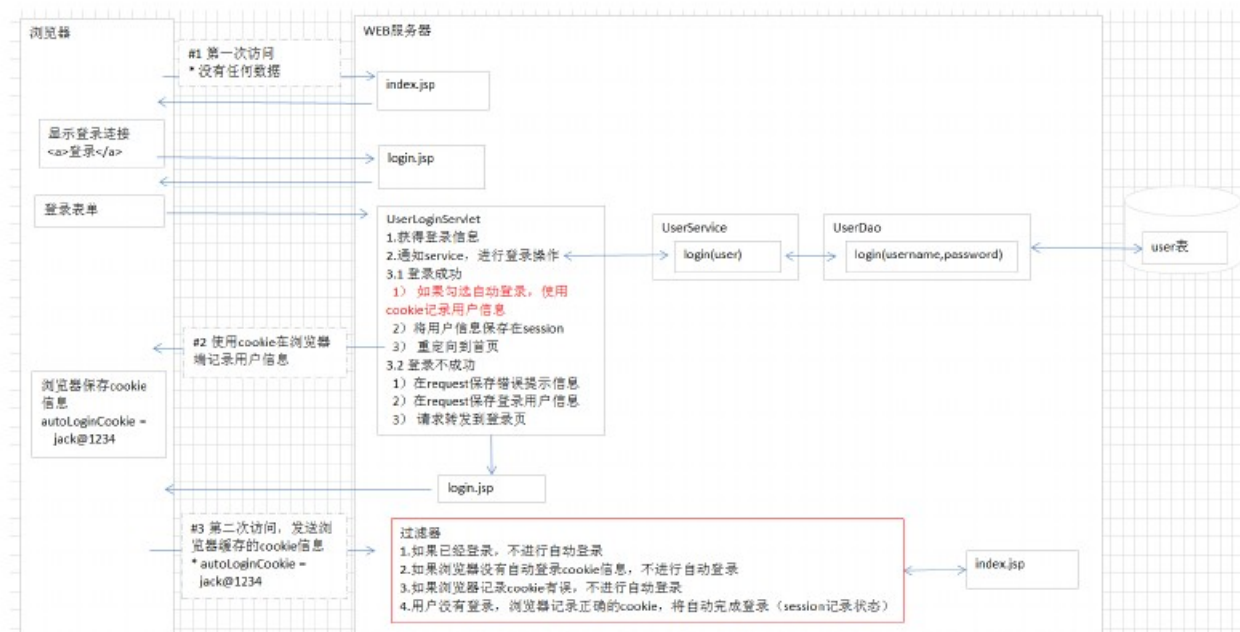 浏览器
WEB服务器
#1 第一次访问
* 没有任何数据
index.jsp
显示登录连接
<a>登录</a>
login.jsp
登录表单
UserLoginServlet
1.获得登录信息
2.通知service，进行登录操作
3.1 登录成功
1） 如果勾选自动登录，使用
cookie记录用户信息
2）将用户信息保存在session
3） 重定向到首页
3.2 登录不成功
1）在request保存错误提示信息
2）在request保存登录用户信息
3） 请求转发到登录页
UserService
login(user)
UserDao
login(username,password)
user表
#2 使用cookie在浏览器
端记录用户信息
浏览器保存cookie
信息
autoLoginCookie =
jack@1234
login.jsp
#3 第二次访问，发送浏
览器缓存的cookie信息
* autoLoginCookie =
jack@1234
过滤器
1.如果已经登录，不进行自动登录
2.如果浏览器没有自动登录cookie信息，不进行自动登录
3.如果浏览器记录cookie有误，不进行自动登录
4.用户没有登录，浏览器记录正确的cookie，将自动完成登录（session记录状态）
index.jsp